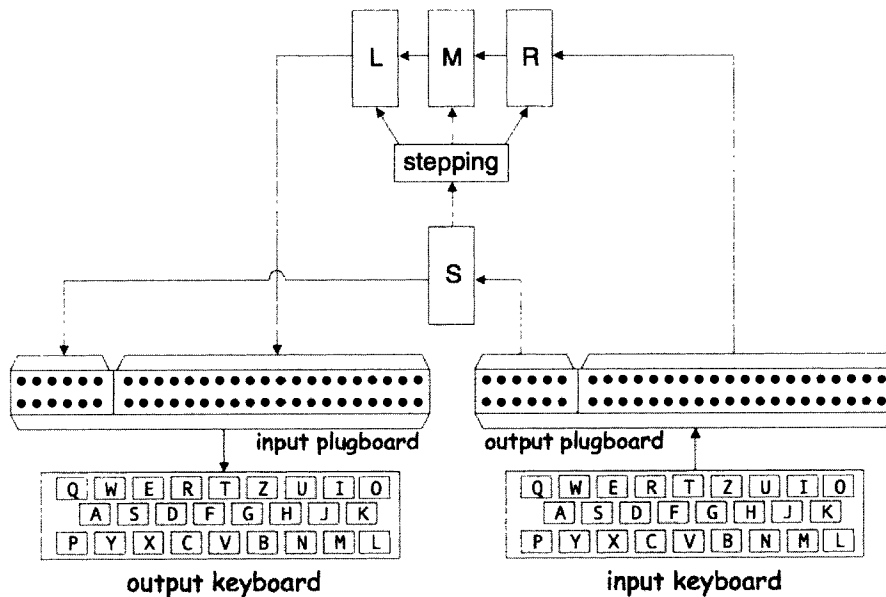 L M R
stepping
S
input plugboard output plugboard
Q W E R T Z U I O Q W E R T Z U I O
A S D F G H J K A S D F G H J K
P Y X C V B N M L P Y X C V B N M L
output keyboard input keyboard